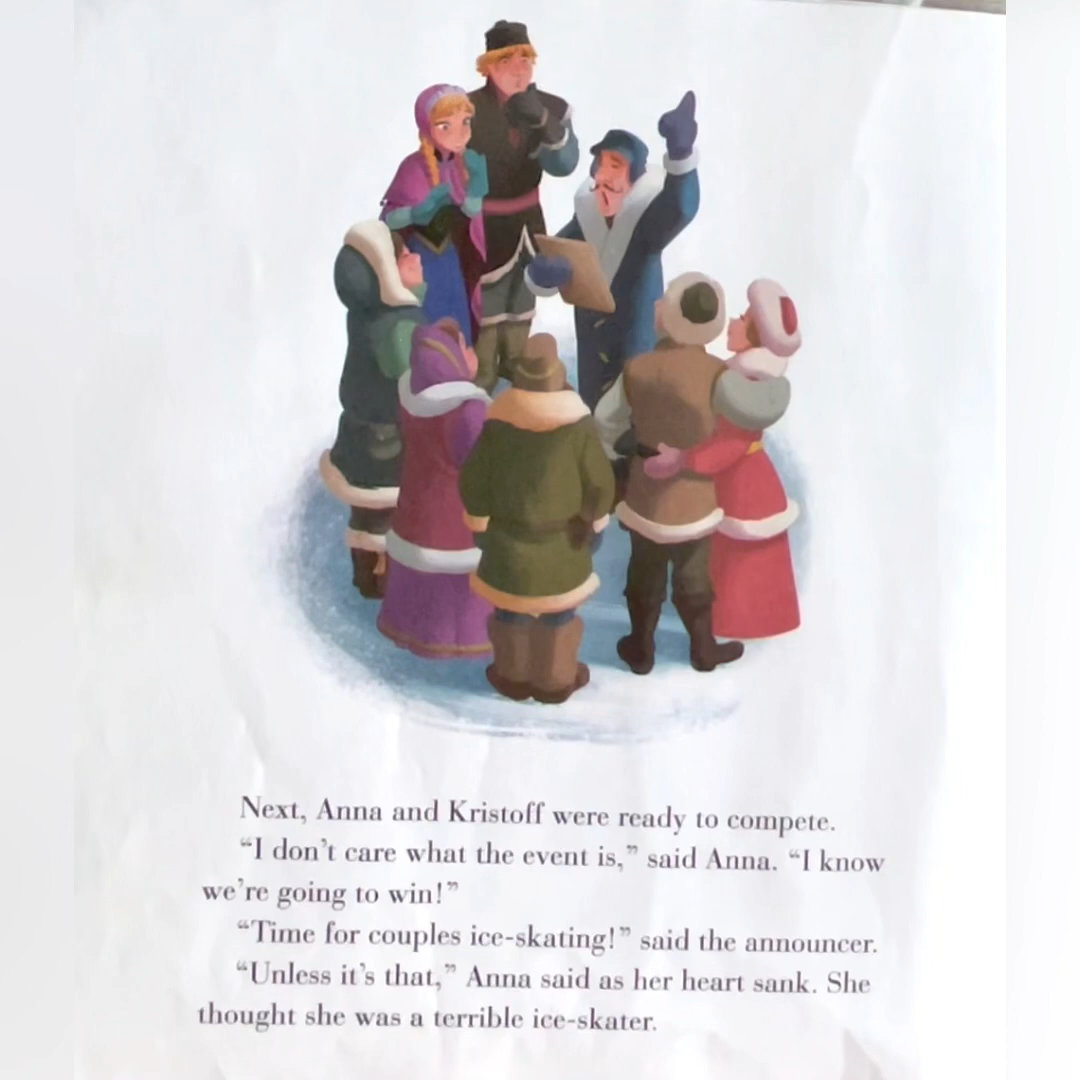 Next, Anna and Kristoff were ready to compete.
“I don’t care what the event is,” said Anna. “I know
we’re going to win!”
“Time for couples ice-skating!” said the announcer.
“Unless it’s that,” Anna said as her heart sank. She
thought she was a terrible ice-skater.